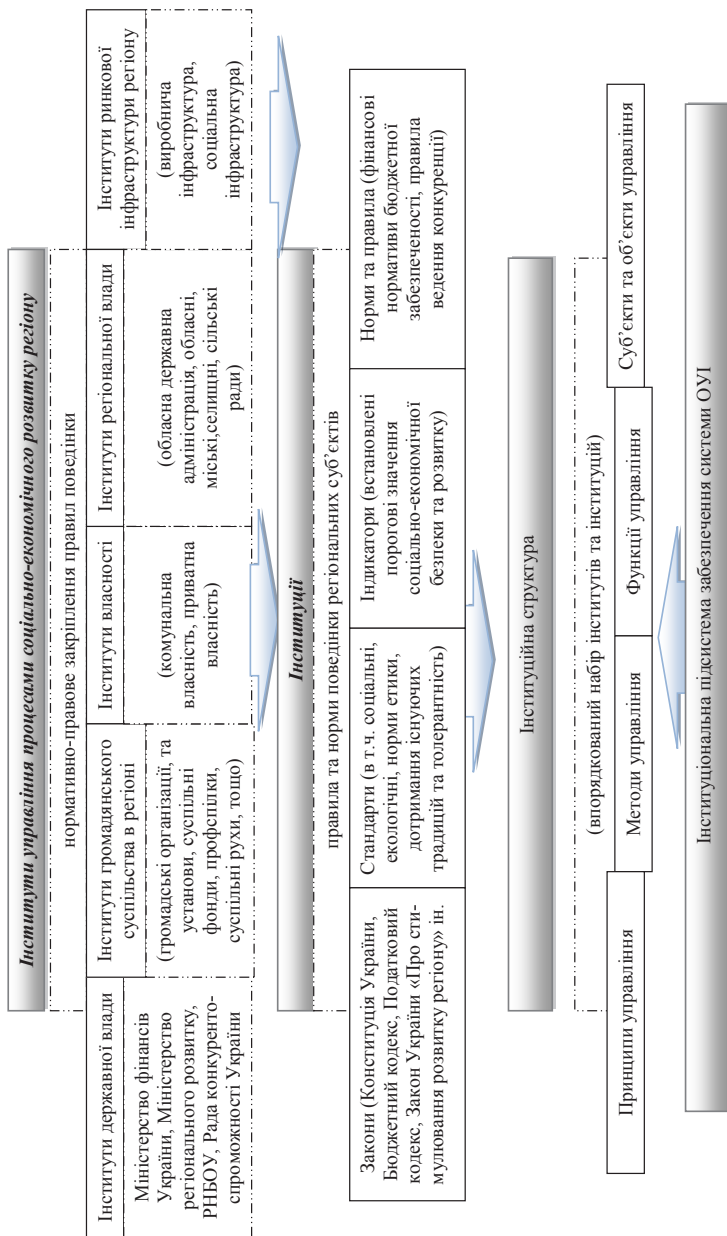 Інститути управління процесами соціально-економічного розвитку регіону
нормативно-правове закріплення правил поведінки
Інститути державної влади
Міністерство фінансів
України, Міністерство
регіонального розвитку,
РНБОУ, Рада конкуренто-
спроможності України
Інститути громадянського
суспільства в регіоні
(громадські організації, та
установи, суспільні
фонди, профспілки,
суспільні рухи, тощо)
Інститути власності
(комунальна
власність, приватна
власність)
Інститути регіональної влади
(обласна державна
адміністрація, обласні,
міські,селищні, сільські
ради)
Інститути ринкової
інфраструктури регіону
(виробнича
інфраструктура,
соціальна
інфраструктура)
Інституції
правила та норми поведінки регіональних суб’єктів
Закони (Конституція України,
Бюджетний кодекс, Податковий
кодекс, Закон України «Про сти-
мулювання розвитку регіону» ін.
Стандарти (в т.ч. соціальні,
екологічні, норми етики,
дотримання існуючих
традицій та толерантність)
Індикатори (встановлені
порогові значення
соціально-економічної
безпеки та розвитку)
Норми та правила (фінансові
нормативи бюджетної
забезпеченості, правила
ведення конкуренції)
Інституційна структура
(впорядкований набір інститутів та інституцій)
Принципи управління
Методи управління
Функції управління
Суб’єкти та об’єкти управління
Інституціональна підсистема забезпечення системи ОУІ